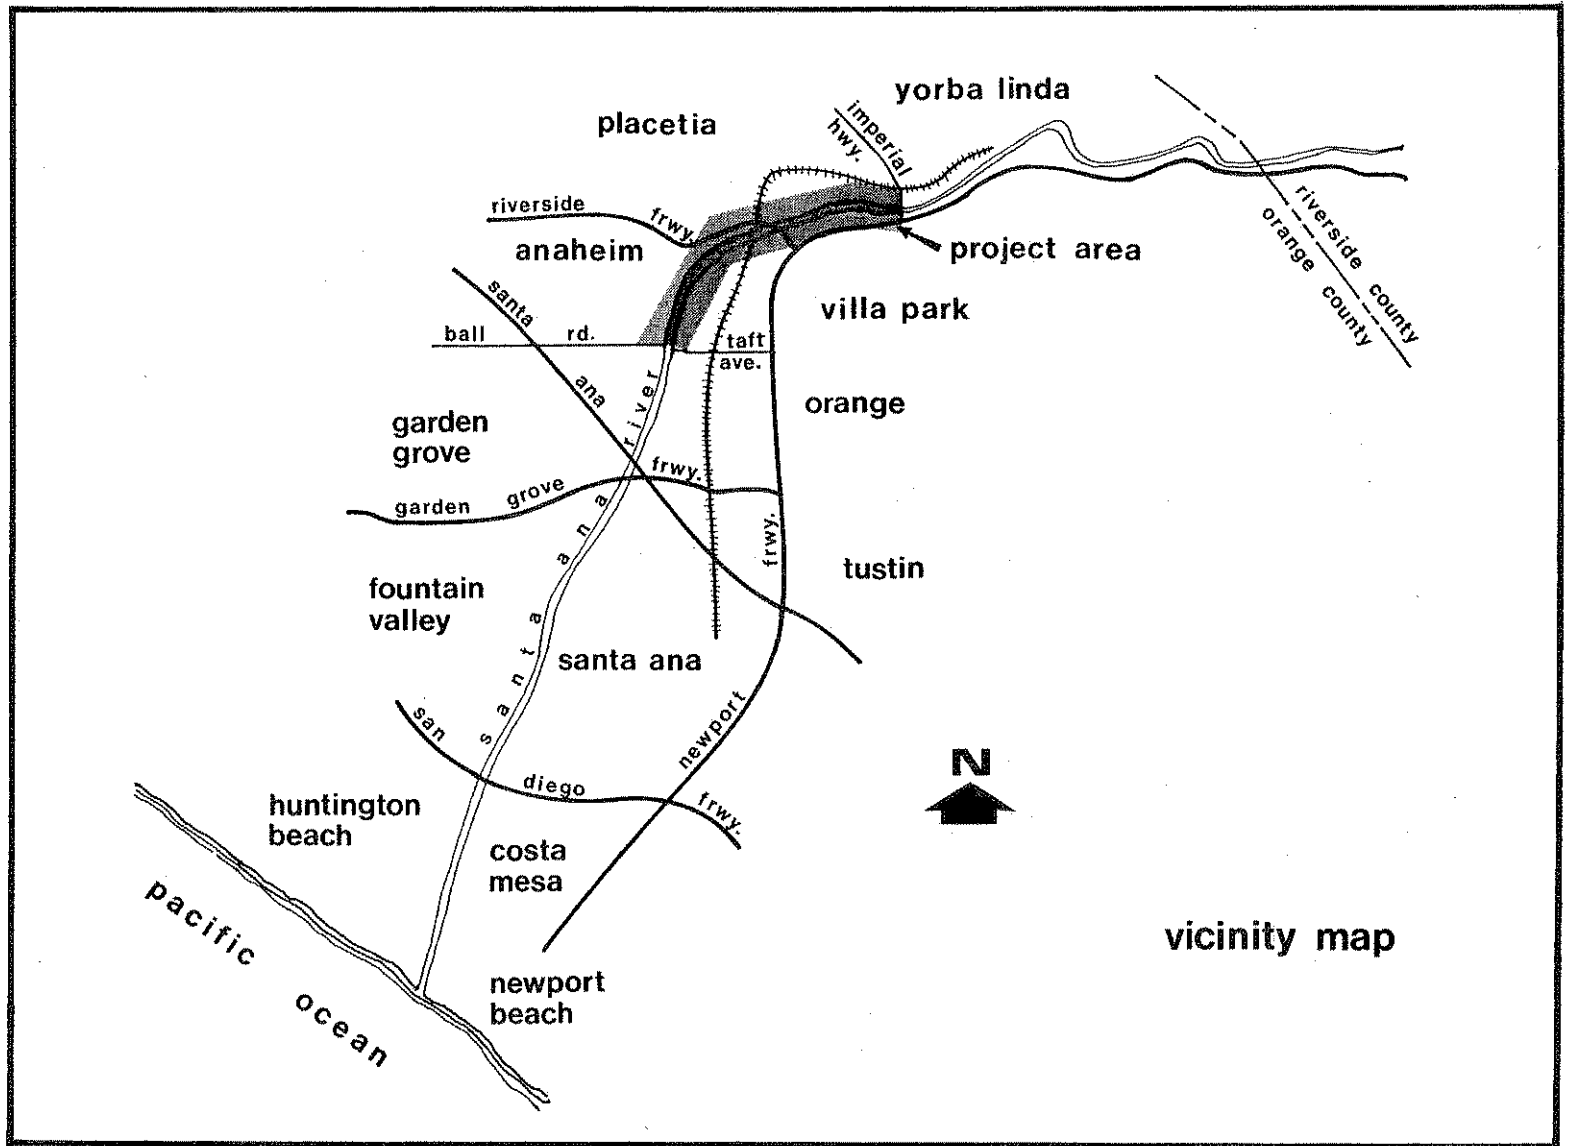 yorba linda
placetia
imperial
hwy.
riverside
frwy.
anaheim
project area
riverside county
orange county
santa
ana
villa park
ball rd.
taft
ave.
orange
garden
grove
frwy.
garden grove
santa ana river
frwy.
fountain
valley
tustin
santa ana
san
diego
frwy.
newport
N
huntington
beach
costa
mesa
pacific
ocean
newport
beach
vicinity map